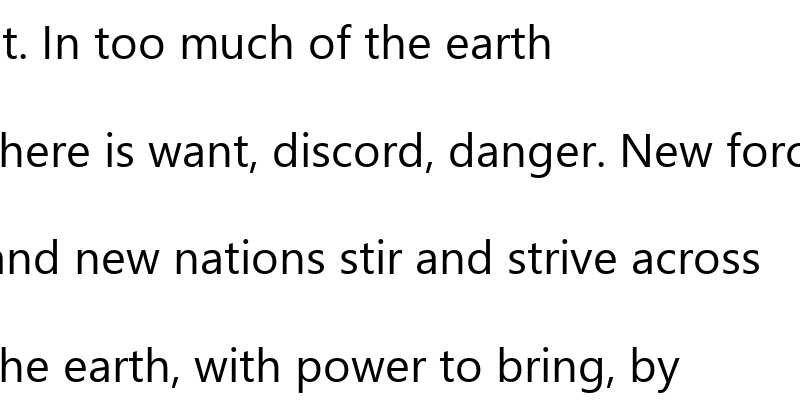 t. In too much of the earth
here is want, discord, danger. New forc
and new nations stir and strive across
he earth, with power to bring, by